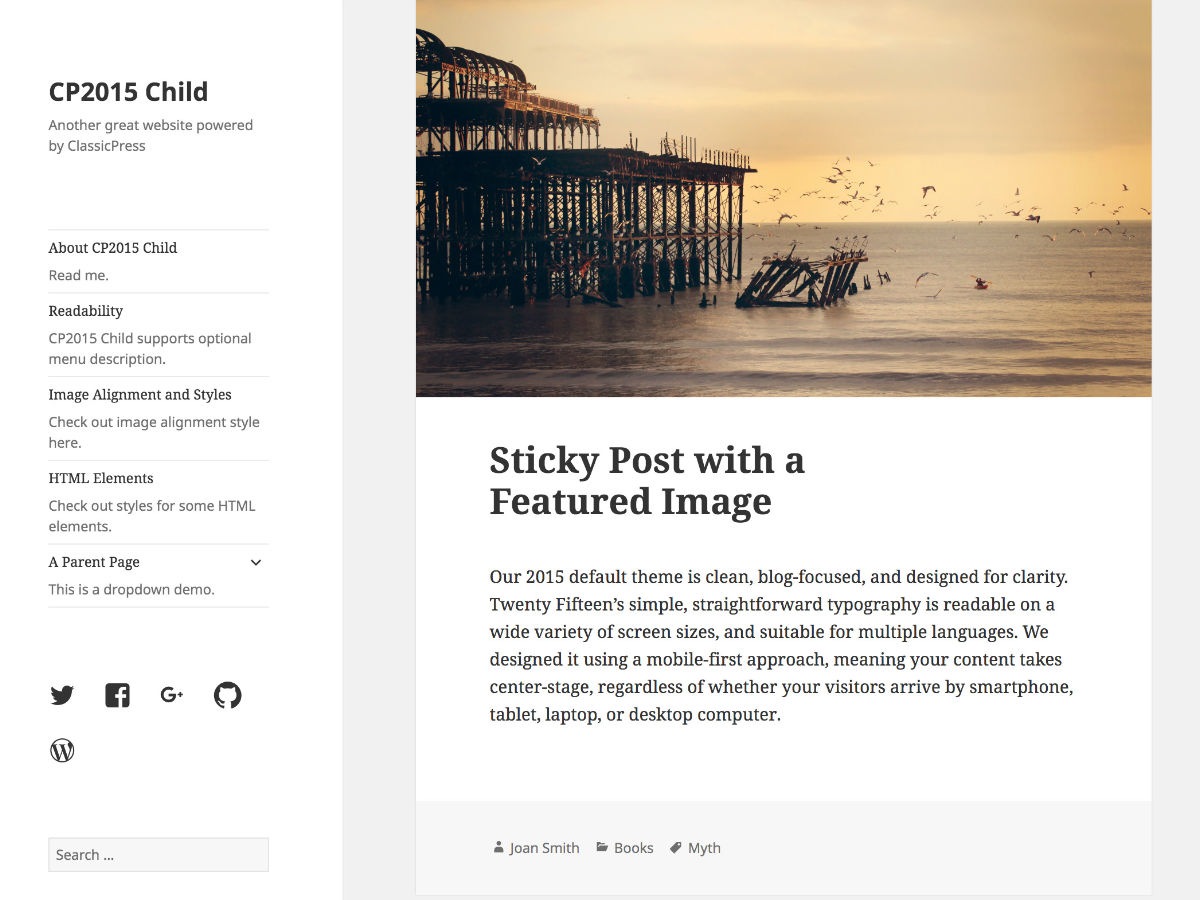 CP2015 Child
Another great website powered
by ClassicPress
About CP2015 Child
Read me.
Readability
CP2015 Child supports optional
menu description.
Image Alignment and Styles
Check out image alignment style
here.
HTML Elements
Check out styles for some HTML
elements.
A Parent Page
This is a dropdown demo.
Search ...
Sticky Post with a
Featured Image
Our 2015 default theme is clean, blog-focused, and designed for clarity.
Twenty Fifteen’s simple, straightforward typography is readable on a
wide variety of screen sizes, and suitable for multiple languages. We
designed it using a mobile-first approach, meaning your content takes
center-stage, regardless of whether your visitors arrive by smartphone,
tablet, laptop, or desktop computer.
Joan Smith Books Myth